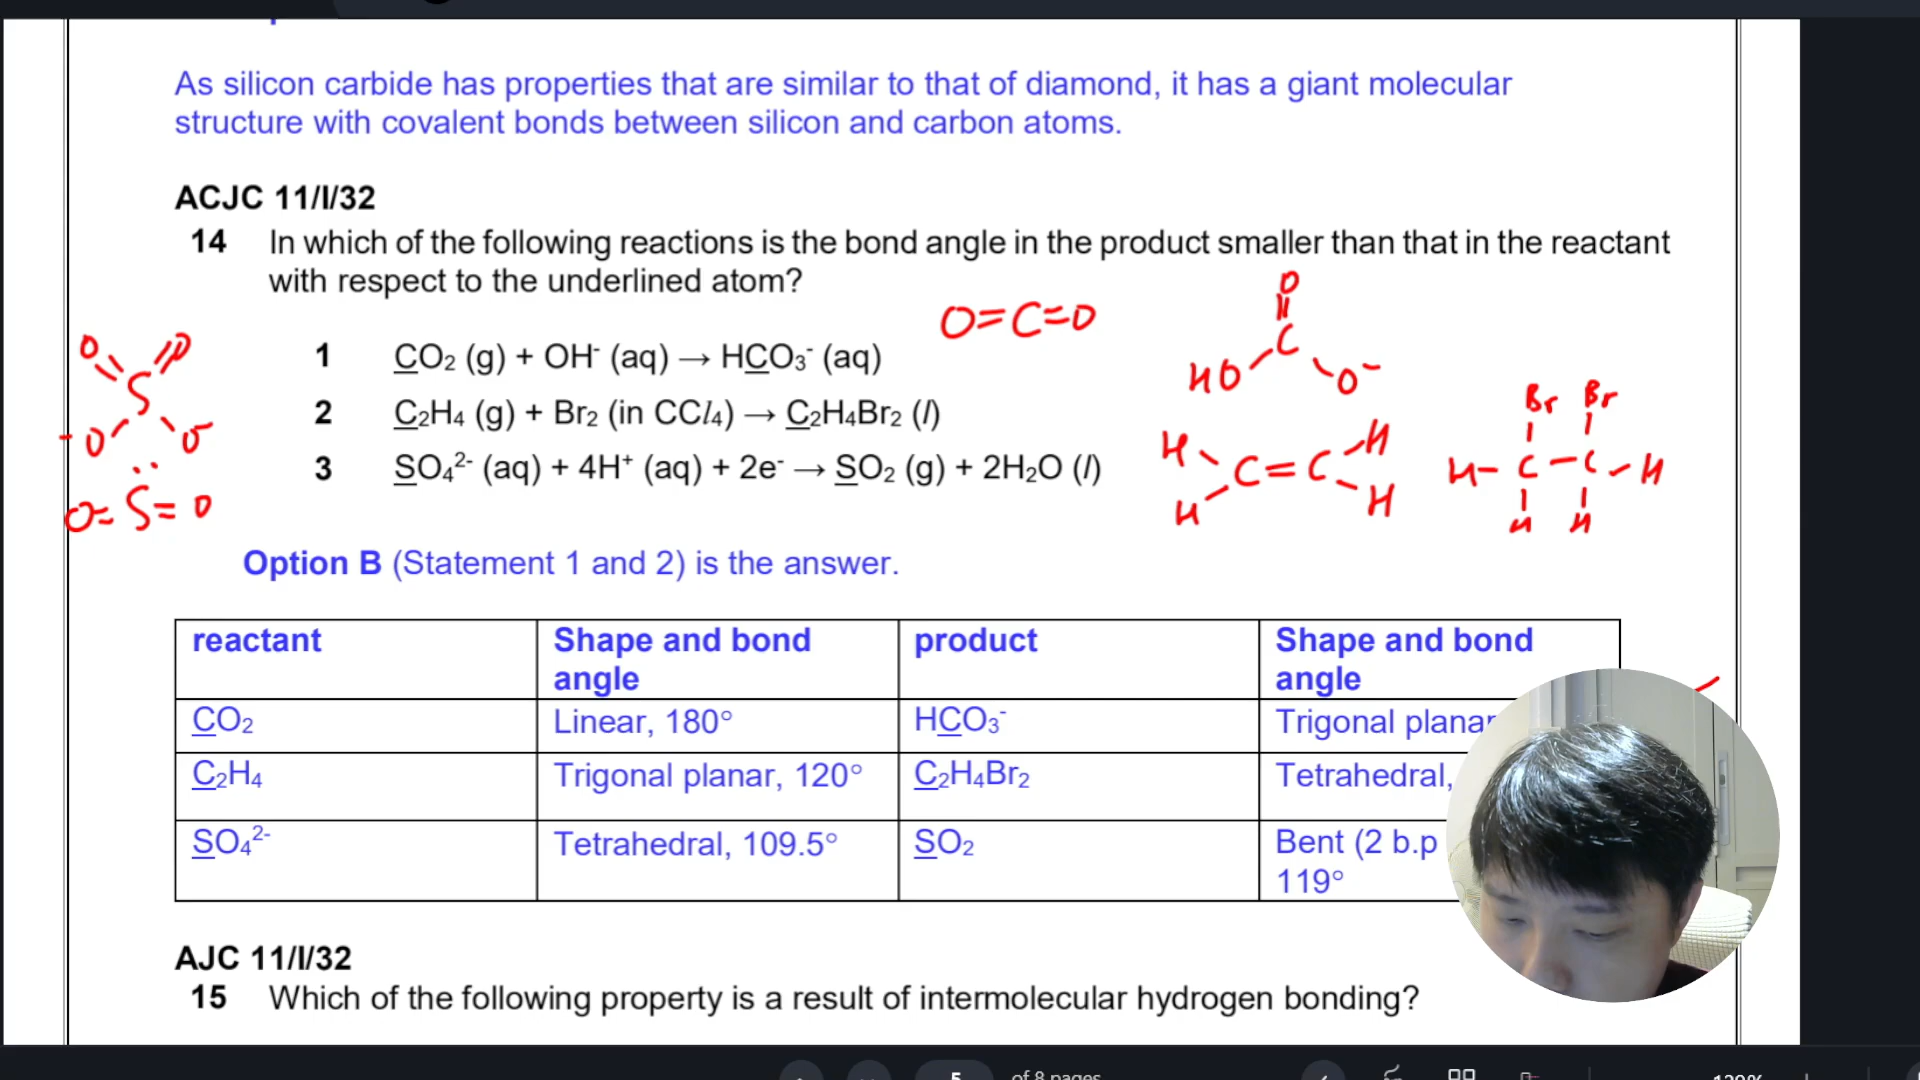 As silicon carbide has properties that are similar to that of diamond, it has a giant molecular
structure with covalent bonds between silicon and carbon atoms.
ACJC 11/I/32
14 In which of the following reactions is the bond angle in the product smaller than that in the reactant
with respect to the underlined atom?
O=C=O
O
C
HO O⁻
1 CO₂ (g) + OH⁻ (aq) → HCO₃⁻ (aq)
2 C₂H₄ (g) + Br₂ (in CCl₄) → C₂H₄Br₂ (l)
3 SO₄²⁻ (aq) + 4H⁺ (aq) + 2e⁻ → SO₂ (g) + 2H₂O (l)
O O
S
⁻O O⁻
O=S=O
H H
C=C
H H
Br Br
H-C-C-H
H H
Option B (Statement 1 and 2) is the answer.
reactant Shape and bond angle product Shape and bond angle
CO₂ Linear, 180° HCO₃⁻ Trigonal planar
C₂H₄ Trigonal planar, 120° C₂H₄Br₂ Tetrahedral,
SO₄²⁻ Tetrahedral, 109.5° SO₂ Bent (2 b.p
119°
AJC 11/I/32
15 Which of the following property is a result of intermolecular hydrogen bonding?
5 of 8 pages